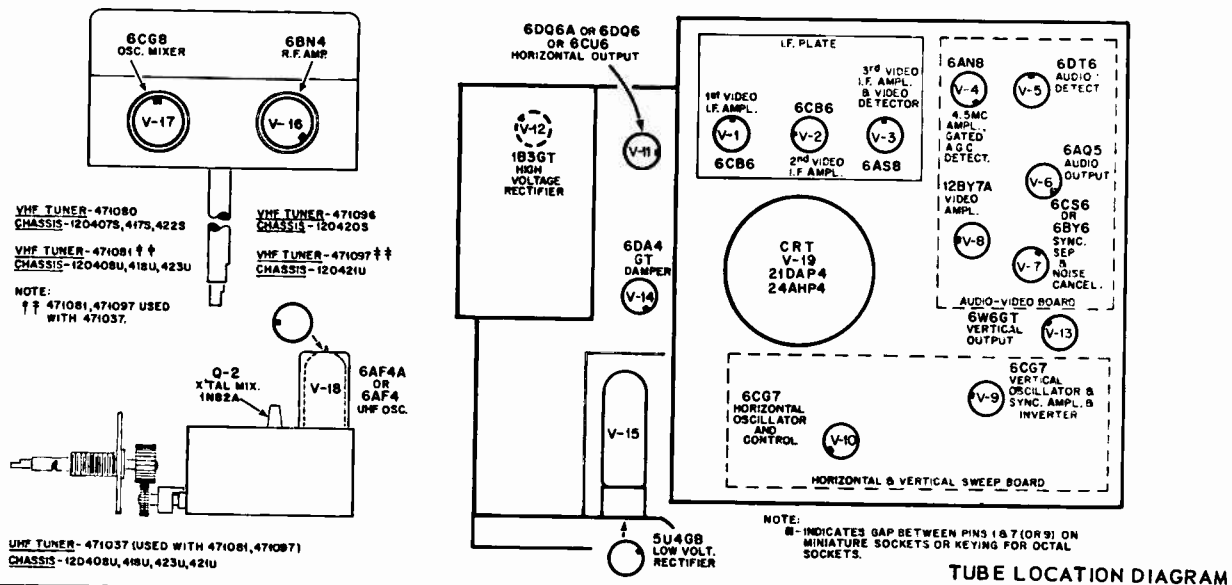 6CG8
OSC. MIXER
6BN4
R.F. AMP.
V-17
V-16
VHF TUNER-471080
CHASSIS-120407S, 417S, 422S
VHF TUNER-471081 ‡ ‡
CHASSIS-120408U, 418U, 423U
NOTE:
‡ ‡ 471081, 471097 USED
WITH 471037.
VHF TUNER-471096
CHASSIS-120420S
VHF TUNER-471097 ‡ ‡
CHASSIS-120421U
Q-2
X'TAL MIX.
1N82A
V-18
6AF4A
OR
6AF4
UHF OSC.
UHF TUNER-471037 (USED WITH 471081, 471097)
CHASSIS-120408U, 418U, 423U, 421U
6DQ6A OR 6DQ6
OR 6CU6
HORIZONTAL OUTPUT
V-12
1B3GT
HIGH
VOLTAGE
RECTIFIER
V-11
6DA4
GT
DAMPER
V-14
V-15
5U4GB
LOW VOLT.
RECTIFIER
I.F. PLATE
1st VIDEO
I.F. AMPL.
V-1
6CB6
6CB6
V-2
2nd VIDEO
I.F. AMPL.
3rd VIDEO
I.F. AMPL.
& VIDEO
DETECTOR
V-3
6AS8
CRT
V-19
21DAP4
24AHP4
6AN8
V-4
4.5MC
AMPL.,
GATED
A G C
DETECT.
6DT6
AUDIO
DETECT
V-5
6AQ5
AUDIO
OUTPUT
V-6
12BY7A
VIDEO
AMPL.
V-8
6CS6
OR
6BY6
SYNC.
SEP
&
NOISE
CANCEL.
V-7
AUDIO-VIDEO BOARD
6W6GT
VERTICAL
OUTPUT
V-13
6CG7
VERTICAL
OSCILLATOR &
SYNC. AMPL. &
INVERTER
V-9
6CG7
HORIZONTAL
OSCILLATOR
AND
CONTROL
V-10
HORIZONTAL & VERTICAL SWEEP BOARD
NOTE:
- INDICATES GAP BETWEEN PINS 1 & 7 (OR 9) ON
MINIATURE SOCKETS OR KEYING FOR OCTAL
SOCKETS.
TUBE LOCATION DIAGRAM